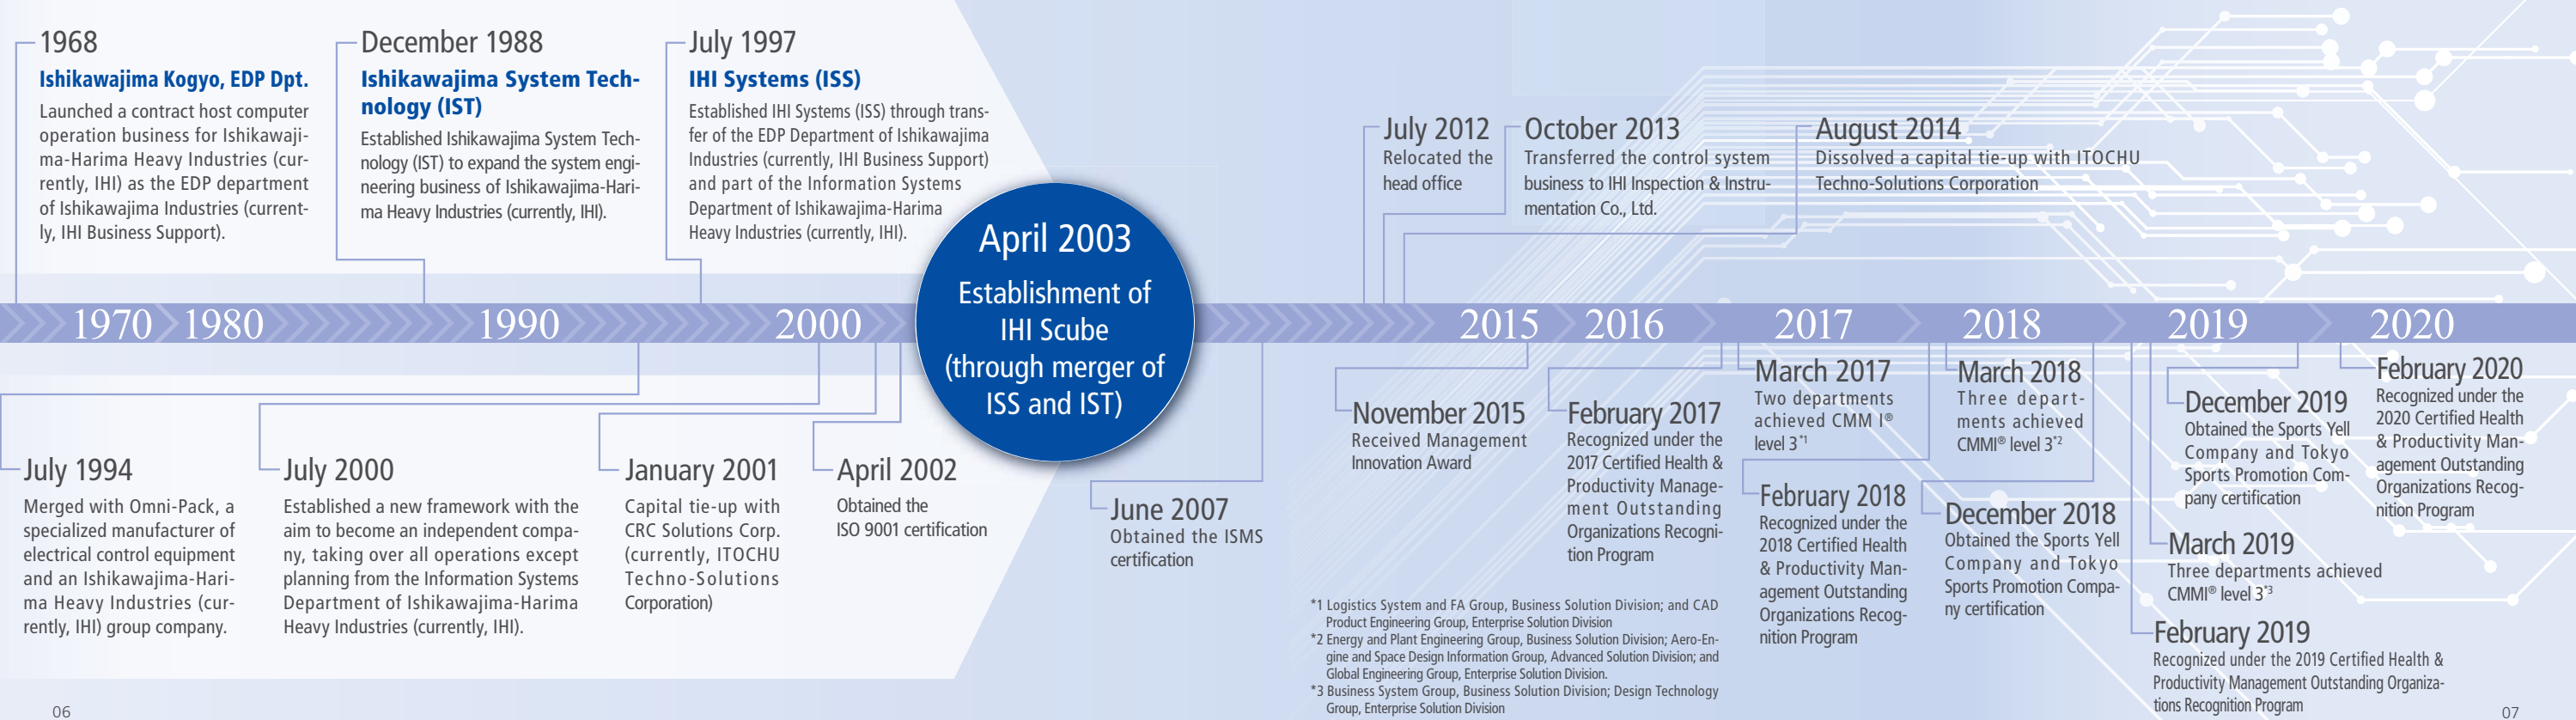 1968
Ishikawajima Kogyo, EDP Dpt.
Launched a contract host computer
operation business for Ishikawaji-
ma-Harima Heavy Industries (cur-
rently, IHI) as the EDP department
of Ishikawajima Industries (current-
ly, IHI Business Support).
December 1988
Ishikawajima System Tech-
nology (IST)
Established Ishikawajima System Tech-
nology (IST) to expand the system engi-
neering business of Ishikawajima-Hari-
ma Heavy Industries (currently, IHI).
July 1997
IHI Systems (ISS)
Established IHI Systems (ISS) through trans-
fer of the EDP Department of Ishikawajima
Industries (currently, IHI Business Support)
and part of the Information Systems
Department of Ishikawajima-Harima
Heavy Industries (currently, IHI).
April 2003
Establishment of
IHI Scube
(through merger of
ISS and IST)
July 2012
Relocated the
head office
October 2013
Transferred the control system
business to IHI Inspection & Instru-
mentation Co., Ltd.
August 2014
Dissolved a capital tie-up with ITOCHU
Techno-Solutions Corporation
1970 1980 1990 2000 2015 2016 2017 2018 2019 2020
July 1994
Merged with Omni-Pack, a
specialized manufacturer of
electrical control equipment
and an Ishikawajima-Hari-
ma Heavy Industries (cur-
rently, IHI) group company.
July 2000
Established a new framework with the
aim to become an independent compa-
ny, taking over all operations except
planning from the Information Systems
Department of Ishikawajima-Harima
Heavy Industries (currently, IHI).
January 2001
Capital tie-up with
CRC Solutions Corp.
(currently, ITOCHU
Techno-Solutions
Corporation)
April 2002
Obtained the
ISO 9001 certification
June 2007
Obtained the ISMS
certification
November 2015
Received Management
Innovation Award
February 2017
Recognized under the
2017 Certified Health &
Productivity Manage-
ment Outstanding
Organizations Recogni-
tion Program
March 2017
Two departments
achieved CMM I®
level 3*1
February 2018
Recognized under the
2018 Certified Health
& Productivity Man-
agement Outstanding
Organizations Recog-
nition Program
March 2018
Three depart-
ments achieved
CMMI® level 3*2
December 2018
Obtained the Sports Yell
Company and Tokyo
Sports Promotion Compa-
ny certification
December 2019
Obtained the Sports Yell
Company and Tokyo
Sports Promotion Com-
pany certification
March 2019
Three departments achieved
CMMI® level 3*3
February 2019
Recognized under the 2019 Certified Health &
Productivity Management Outstanding Organiza-
tions Recognition Program
February 2020
Recognized under the
2020 Certified Health
& Productivity Man-
agement Outstanding
Organizations Recog-
nition Program
*1 Logistics System and FA Group, Business Solution Division; and CAD
Product Engineering Group, Enterprise Solution Division
*2 Energy and Plant Engineering Group, Business Solution Division; Aero-En-
gine and Space Design Information Group, Advanced Solution Division; and
Global Engineering Group, Enterprise Solution Division.
*3 Business System Group, Business Solution Division; Design Technology
Group, Enterprise Solution Division
06
07